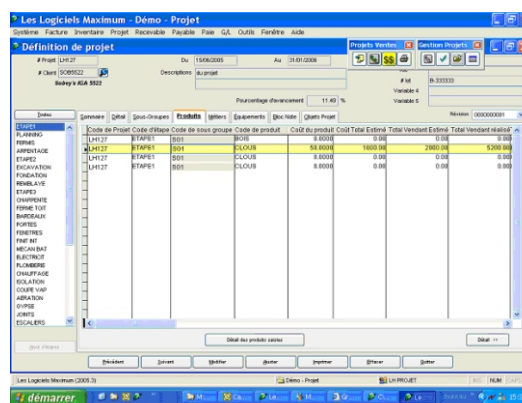 Les Logiciels Maximum - Démo - Projet
Système Facture Inventaire Projet Recevable Payable Paie G/L Outils Fenêtre Aide
Définition de projet
Projets Ventes
Gestion Projets
# Projet LH127 Du 19/06/2005 Au 31/01/2006
# Client SOB5522 Descriptions du projet # lot B-333333
Sodrey's ASA 5522
Variable 4
Pourcentage d'avancement 11.49 % Variable 5
Sommaire Détail Sous-Groupes Produits Métiers Équipements Bloc Note Objets Projet Révision 0000000001
Code de Projet Code d'étape Code de sous groupe Code de produit Coût du produit Coût Total Estimé Total Vendant Estimé Total Vendant réalisé
LH127 ETAPE1 S01 BOIS 0.0000 0.00 0.00 0.00
LH127 ETAPE1 S01 CLOUS 50.0000 1000.00 2000.00 5200.00
LH127 ETAPE1 S01 CLOUS 0.0000 0.00 0.00 0.00
LH127 ETAPE1 S01 CLOUS 0.0000 0.00 0.00 0.00
ETAPE1
PLANNING
PERMIS
ARPENTAGE
ETAPE2
EXCAVATION
FONDATION
REMBLAYE
ETAPE3
CHARPENTE
FERME TOIT
BARDEAUX
PORTES
FENETRES
FINIT INT
MECAN BAT
ELECTRICIT
PLOMBERIE
CHAUFFAGE
ISOLATION
COUPE VAP
AERATION
GYPSE
JOINTS
ESCALIERS
Détail des produits saisies
Détail >>
Précédent Suivant Modifier Ajouter Imprimer Effacer Quitter
Les Logiciels Maximum (2005.3) Démo - Projet LH PROJET INS NUM CAPS
démarrer